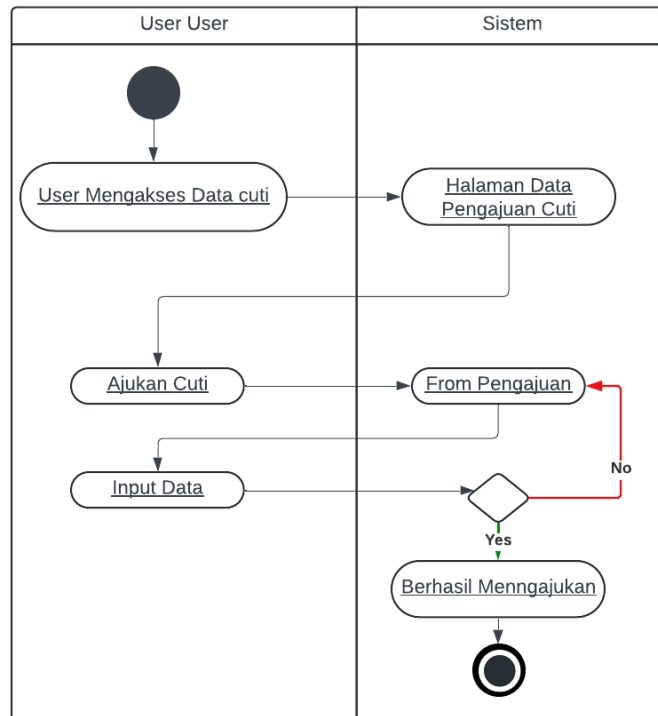 User User
Sistem
User Mengakses Data cuti
Halaman Data
Pengajuan Cuti
Ajukan Cuti
From Pengajuan
Input Data
No
Yes
Berhasil Menngajukan